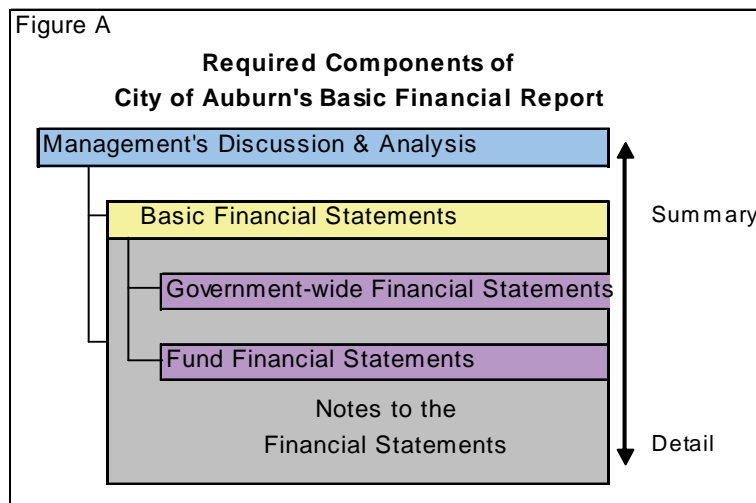 Figure A
Required Components of
City of Auburn's Basic Financial Report
Management's Discussion & Analysis
Basic Financial Statements
Summary
Government-wide Financial Statements
Fund Financial Statements
Notes to the
Financial Statements
Detail